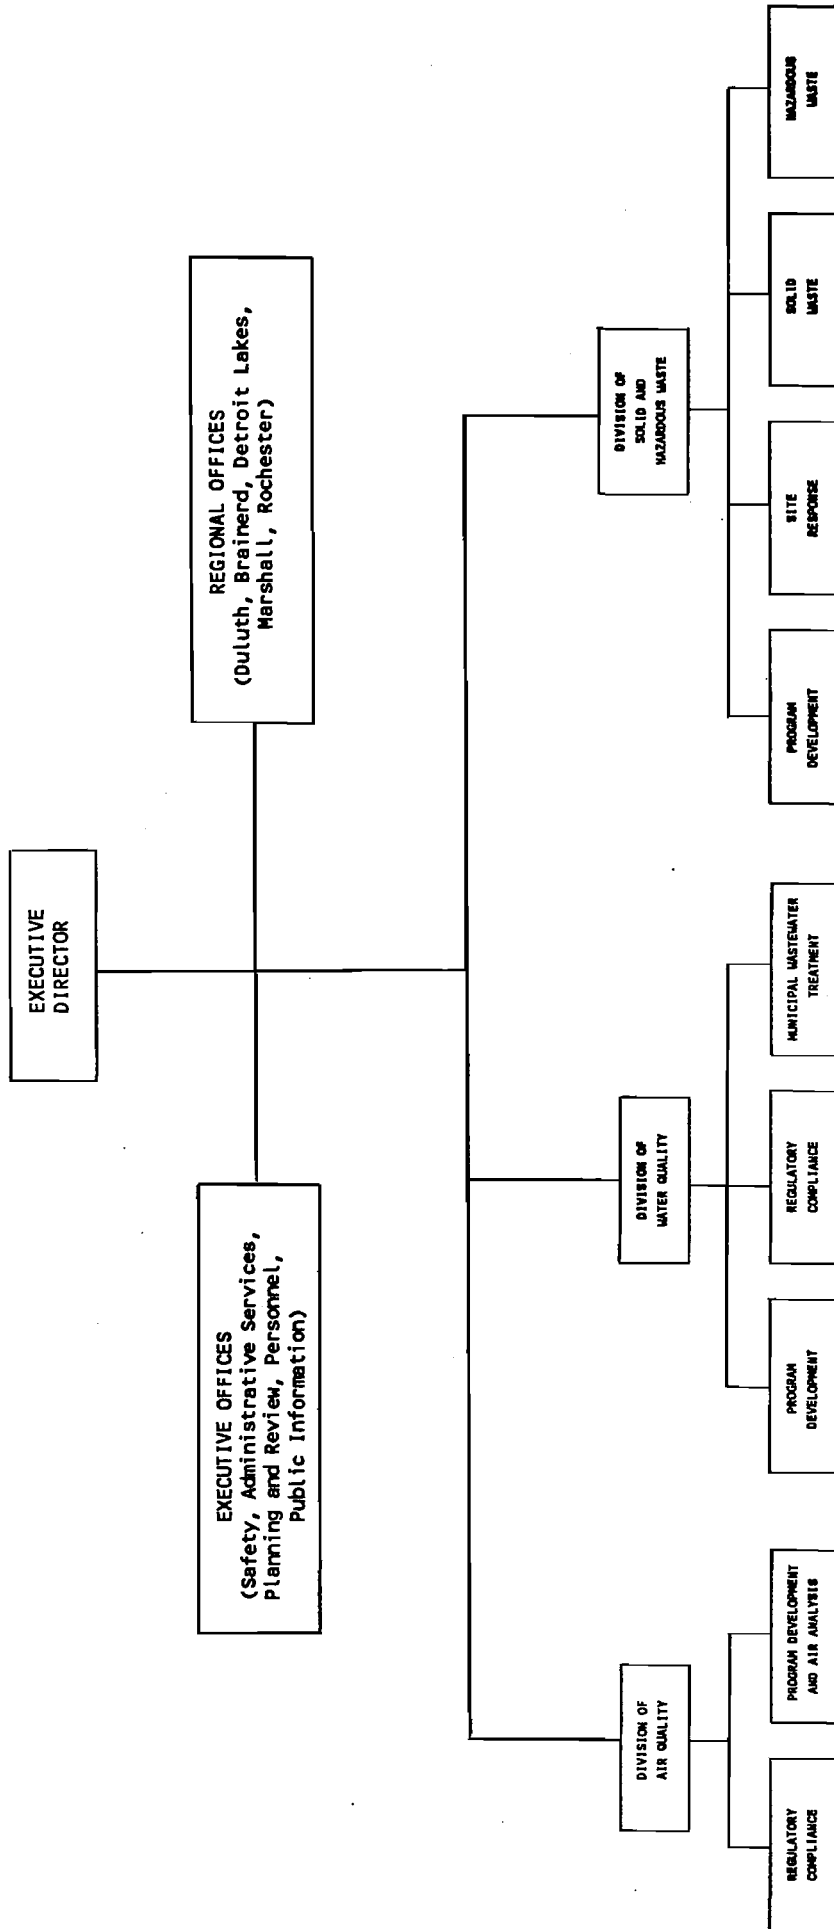 EXECUTIVE
DIRECTOR
EXECUTIVE OFFICES
(Safety, Administrative Services,
Planning and Review, Personnel,
Public Information)
REGIONAL OFFICES
(Duluth, Brainerd, Detroit Lakes,
Marshall, Rochester)
DIVISION OF
AIR QUALITY
DIVISION OF
WATER QUALITY
DIVISION OF
SOLID AND
HAZARDOUS WASTE
REGULATORY
COMPLIANCE
PROGRAM DEVELOPMENT
AND AIR ANALYSIS
PROGRAM
DEVELOPMENT
REGULATORY
COMPLIANCE
MUNICIPAL WASTEWATER
TREATMENT
PROGRAM
DEVELOPMENT
SITE
RESPONSE
SOLID
WASTE
HAZARDOUS
WASTE